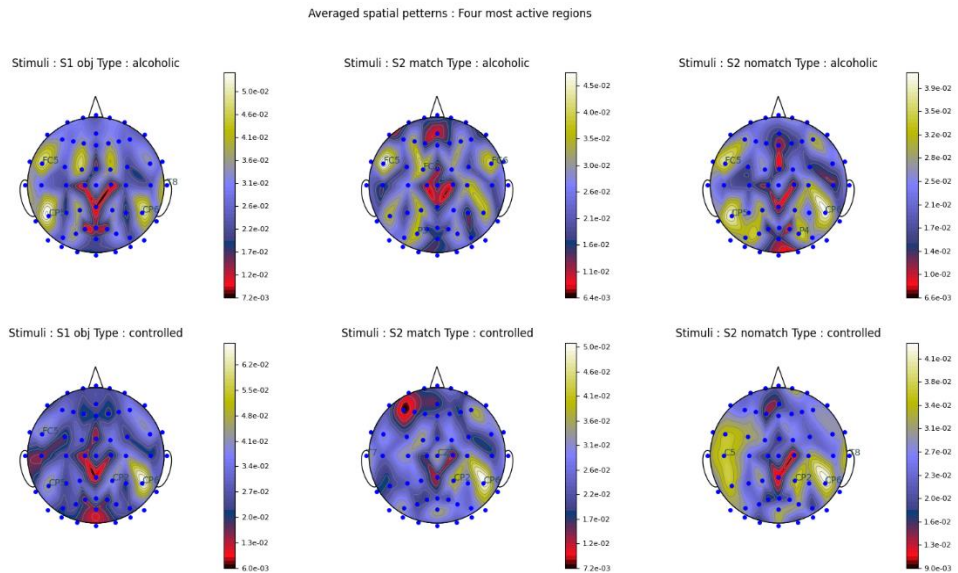 Averaged spatial petterns : Four most active regions
Stimuli : S1 obj Type : alcoholic
Stimuli : S2 match Type : alcoholic
Stimuli : S2 nomatch Type : alcoholic
5.0e-02
4.6e-02
4.1e-02
3.6e-02
3.1e-02
2.6e-02
2.2e-02
1.7e-02
1.2e-02
7.2e-03
FC5
T8
CP6
4.5e-02
4.0e-02
3.5e-02
3.0e-02
2.6e-02
2.1e-02
1.6e-02
1.1e-02
6.4e-03
FC5
FC6
3.9e-02
3.6e-02
3.2e-02
2.8e-02
2.5e-02
2.1e-02
1.7e-02
1.4e-02
1.0e-02
6.6e-03
FC5
CP5
CP6
P4
Stimuli : S1 obj Type : controlled
Stimuli : S2 match Type : controlled
Stimuli : S2 nomatch Type : controlled
6.2e-02
5.5e-02
4.8e-02
4.1e-02
3.4e-02
2.7e-02
2.0e-02
1.3e-02
6.0e-03
FC5
CP6
5.0e-02
4.6e-02
4.1e-02
3.6e-02
3.1e-02
2.6e-02
2.2e-02
1.7e-02
1.2e-02
7.2e-03
CP2
CP6
4.1e-02
3.8e-02
3.4e-02
3.1e-02
2.7e-02
2.3e-02
2.0e-02
1.6e-02
1.3e-02
9.0e-03
C5
T8
CP2
CP6